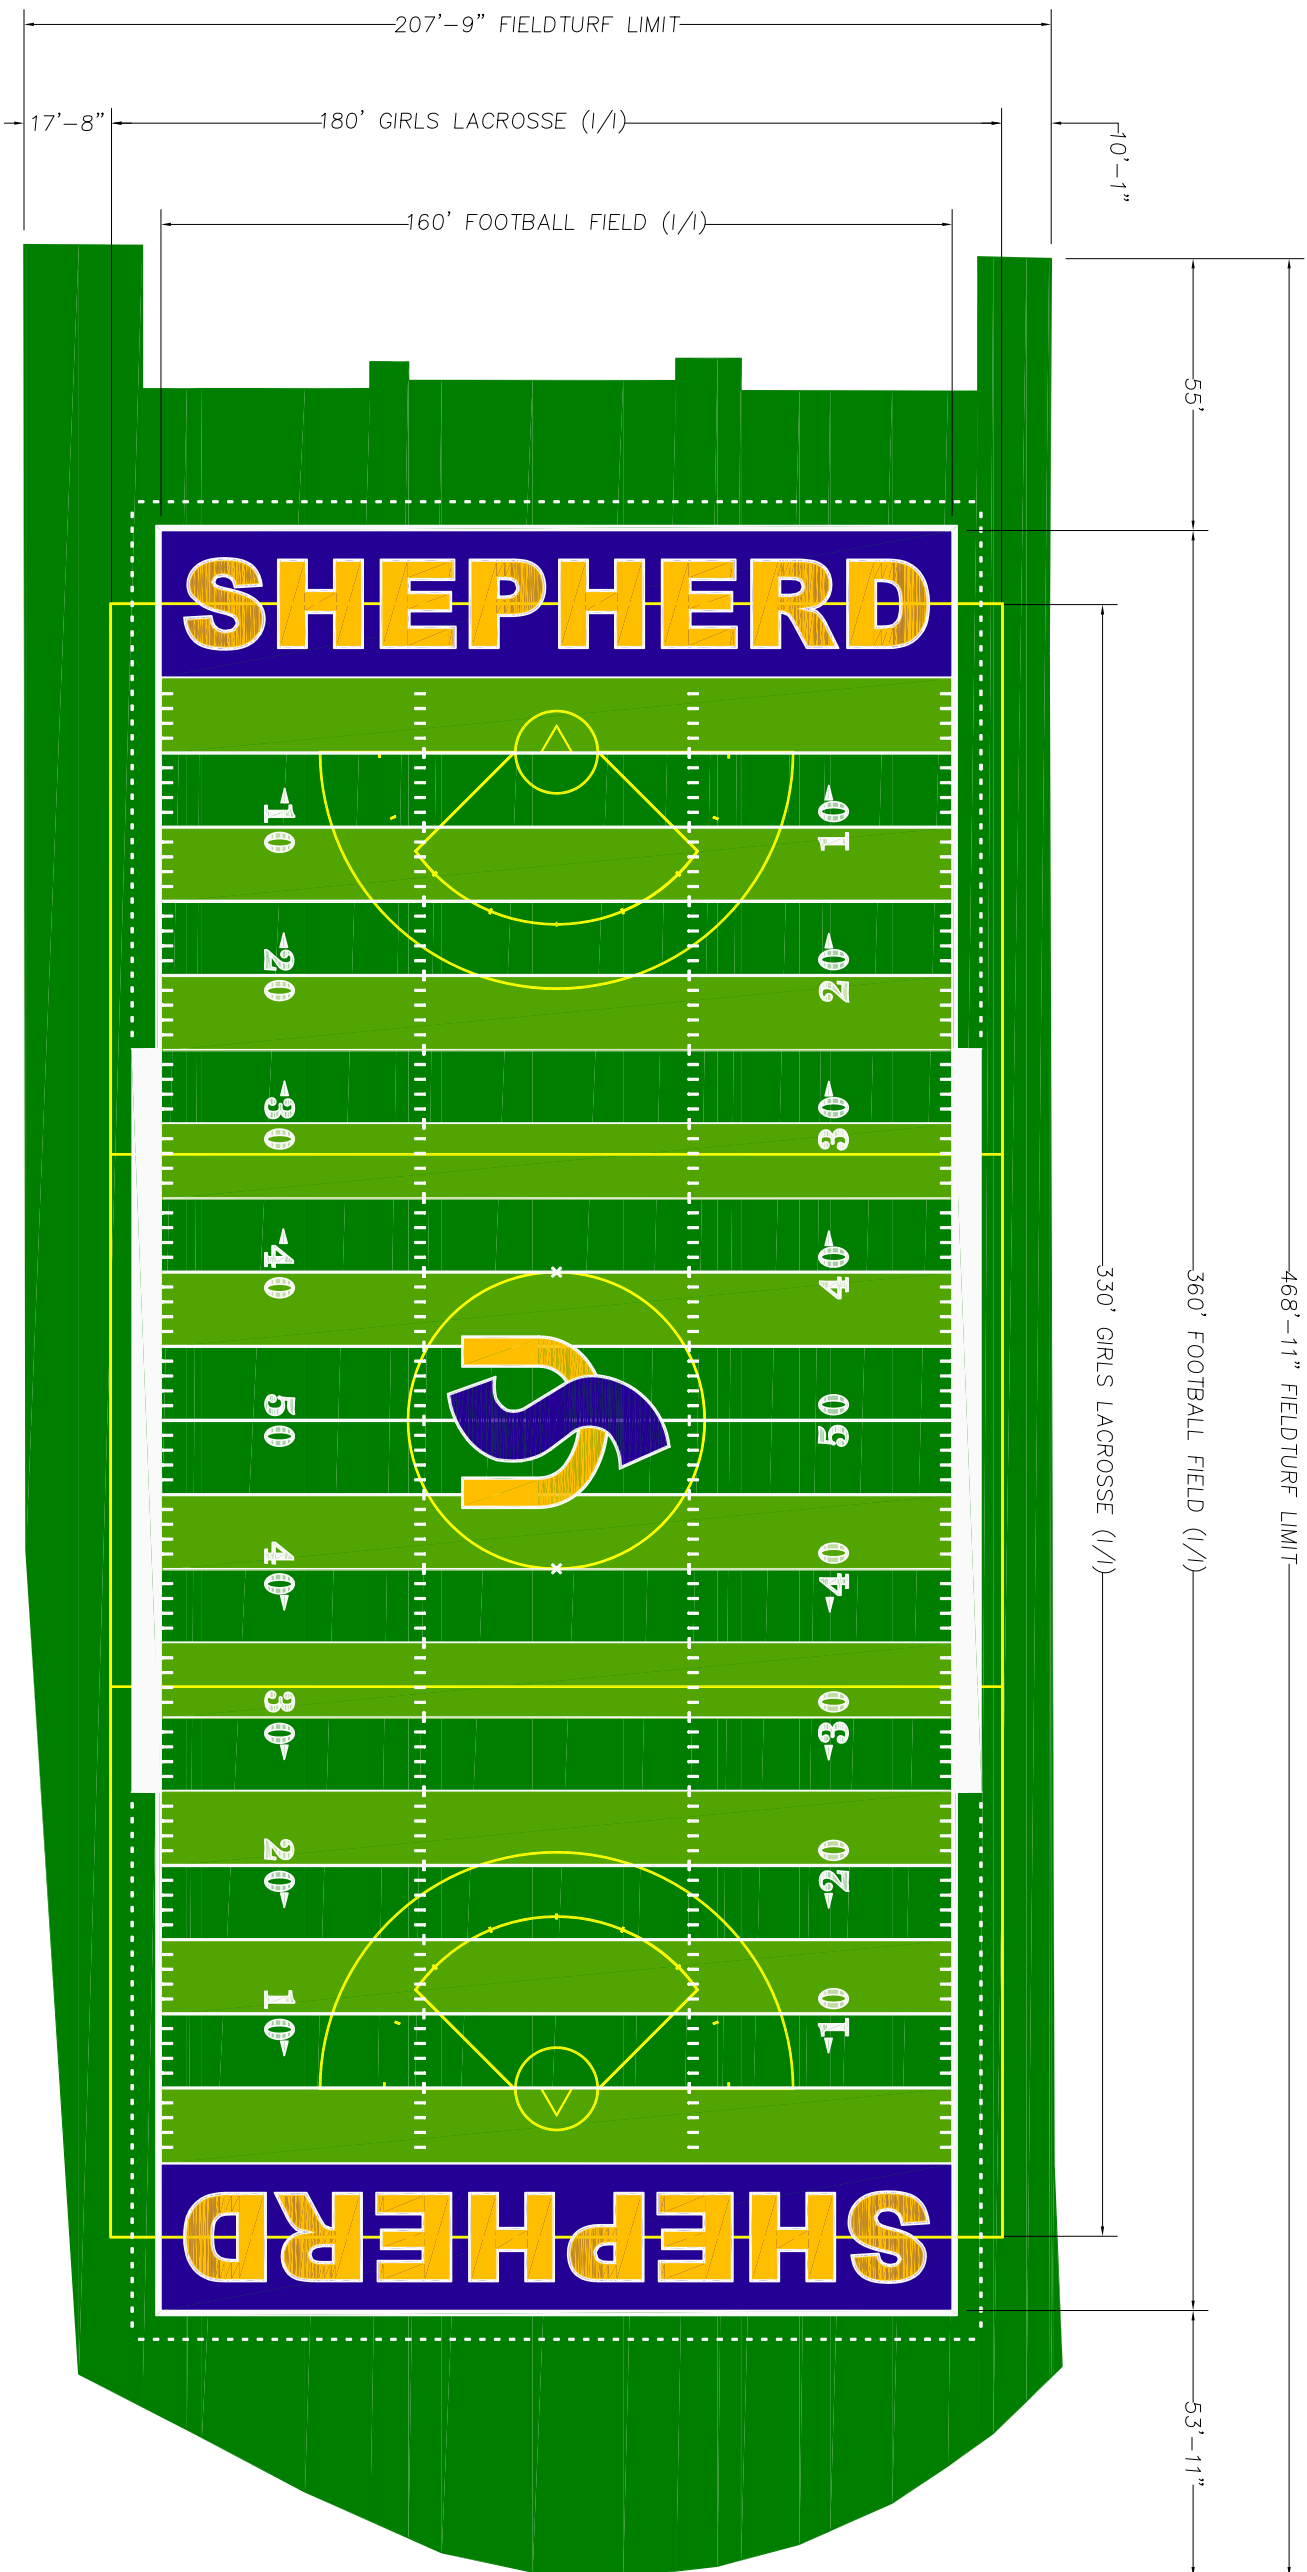 207'-9" FIELDTURF LIMIT
17'-8"
180' GIRLS LACROSSE (I/I)
10'-1"
160' FOOTBALL FIELD (I/I)
55'
SHEPHERD
10 10
20 20
30 30
40 40
330' GIRLS LACROSSE (I/I)
360' FOOTBALL FIELD (I/I)
468'-11" FIELDTURF LIMIT
S
50 50
40 40
30 30
20 20
10 10
SHEPHERD
53'-11"